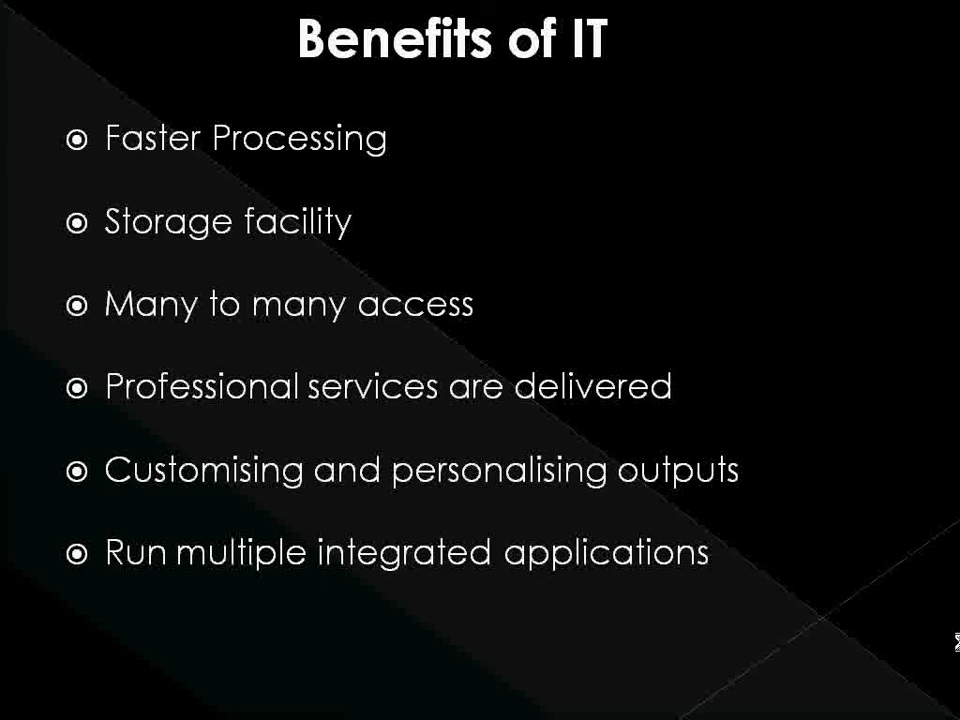 Benefits of IT
Faster Processing
Storage facility
Many to many access
Professional services are delivered
Customising and personalising outputs
Run multiple integrated applications